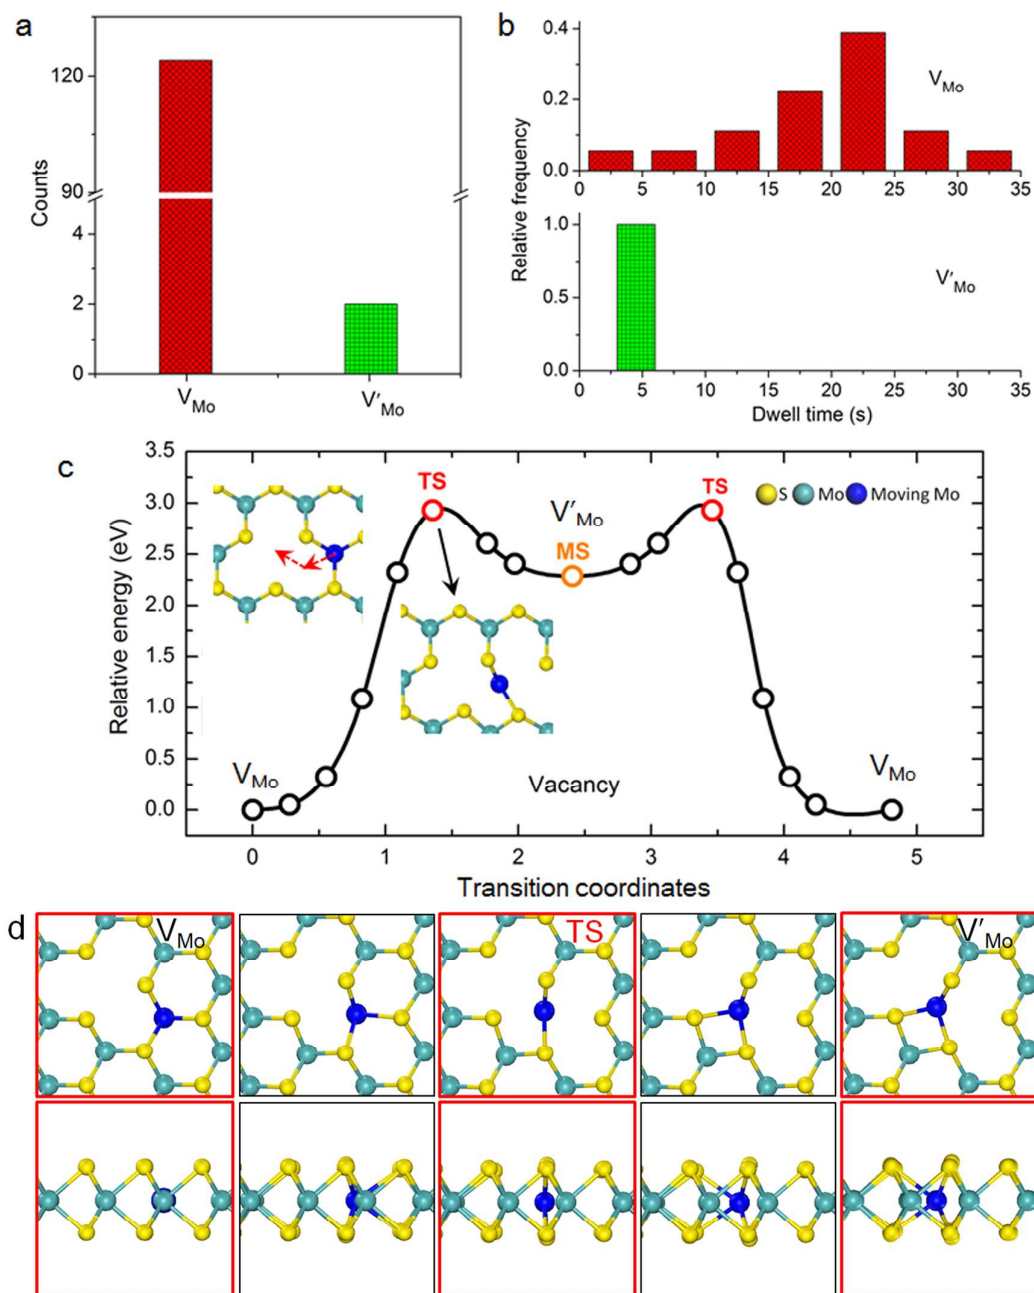 a
Counts
120
90
4
2
0
V_Mo
V'_Mo
b
Relative frequency
0.4
0.2
0.0
V_Mo
0 5 10 15 20 25 30 35
1.0
0.5
0.0
V'_Mo
0 5 10 15 20 25 30 35
Dwell time (s)
c
Relative energy (eV)
3.5
3.0
2.5
2.0
1.5
1.0
0.5
0.0
TS
V'_Mo
MS
TS
S Mo Moving Mo
V_Mo
Vacancy
V_Mo
0 1 2 3 4 5
Transition coordinates
d
V_Mo
TS
V'_Mo